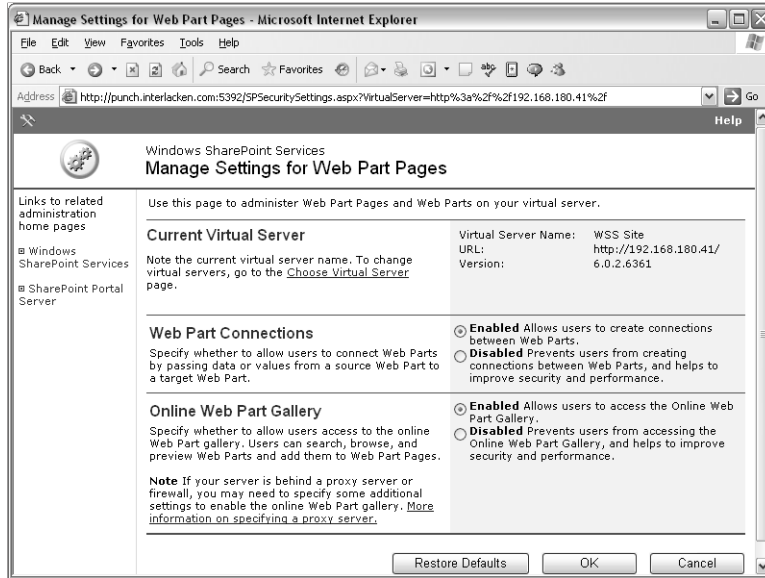 Manage Settings for Web Part Pages - Microsoft Internet Explorer
File Edit View Favorites Tools Help
Back Search Favorites
Address http://punch.interlacken.com:5392/SPSecuritySettings.aspx?VirtualServer=http%3a%2f%2f192.168.180.41%2f Go
Help
Windows SharePoint Services
Manage Settings for Web Part Pages
Links to related
administration
home pages
Windows
SharePoint Services
SharePoint Portal
Server
Use this page to administer Web Part Pages and Web Parts on your virtual server.
Current Virtual Server
Note the current virtual server name. To change
virtual servers, go to the Choose Virtual Server
page.
Virtual Server Name: WSS Site
URL: http://192.168.180.41/
Version: 6.0.2.6361
Web Part Connections
Specify whether to allow users to connect Web Parts
by passing data or values from a source Web Part to
a target Web Part.
Enabled Allows users to create connections
between Web Parts.
Disabled Prevents users from creating
connections between Web Parts, and helps to
improve security and performance.
Online Web Part Gallery
Specify whether to allow users access to the online
Web Part gallery. Users can search, browse, and
preview Web Parts and add them to Web Part Pages.
Note If your server is behind a proxy server or
firewall, you may need to specify some additional
settings to enable the online Web Part gallery. More
information on specifying a proxy server.
Enabled Allows users to access the Online Web
Part Gallery.
Disabled Prevents users from accessing the
Online Web Part Gallery, and helps to improve
security and performance.
Restore Defaults OK Cancel